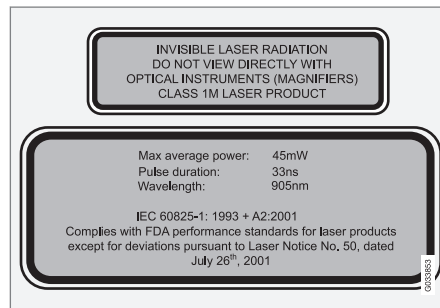 INVISIBLE LASER RADIATION
DO NOT VIEW DIRECTLY WITH
OPTICAL INSTRUMENTS (MAGNIFIERS)
CLASS 1M LASER PRODUCT
Max average power: 45mW
Pulse duration: 33ns
Wavelength: 905nm
IEC 60825-1: 1993 + A2:2001
Complies with FDA performance standards for laser products
except for deviations pursuant to Laser Notice No. 50, dated
July 26th, 2001
G033853